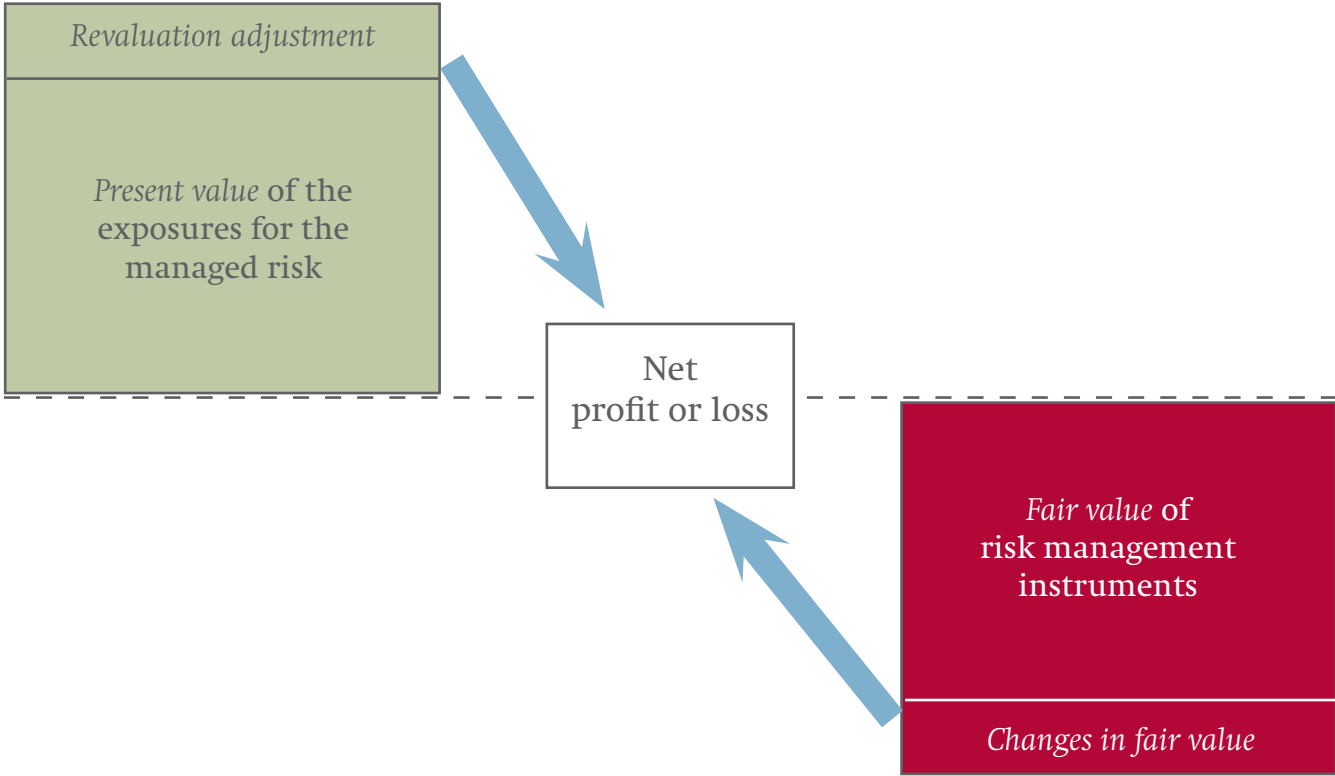 Revaluation adjustment
Present value of the
exposures for the
managed risk
Net
profit or loss
Fair value of
risk management
instruments
Changes in fair value